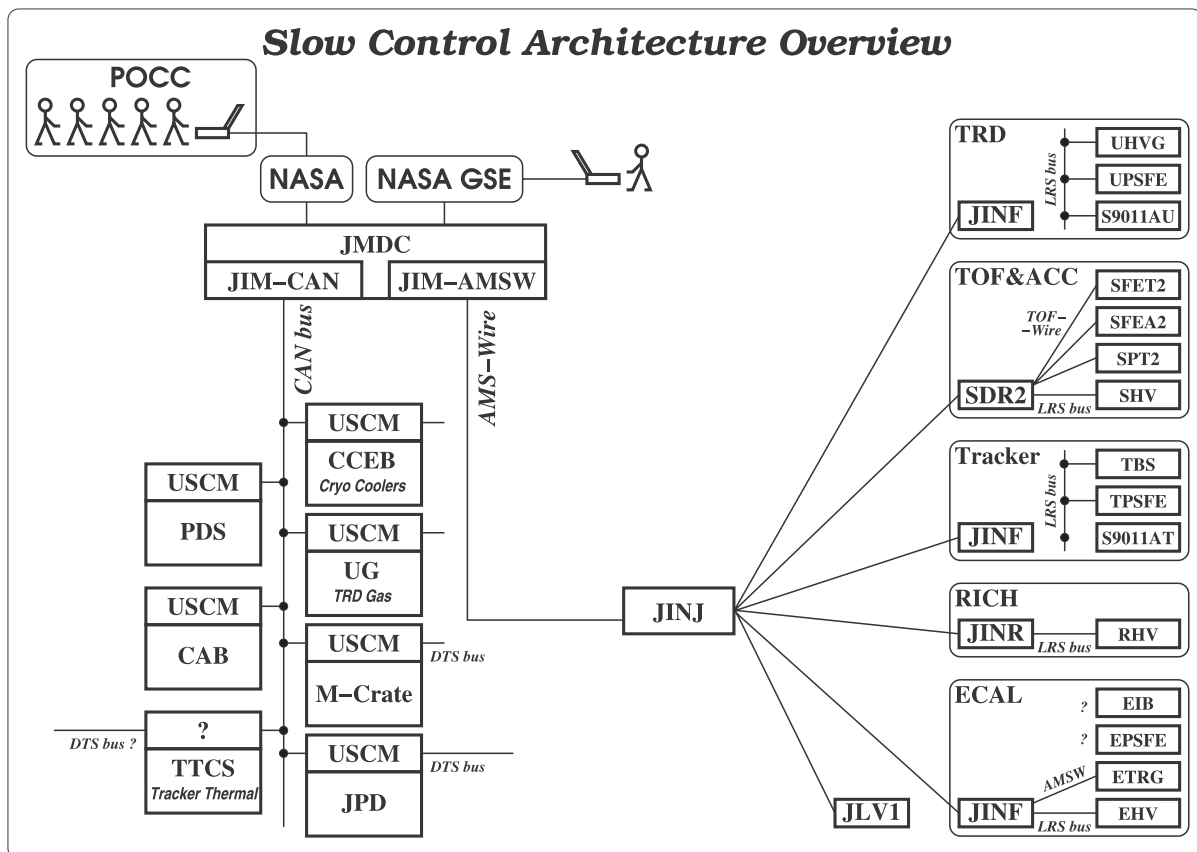 Slow Control Architecture Overview
POCC
NASA
NASA GSE
JMDC
JIM–CAN
JIM–AMSW
CAN bus
AMS–Wire
USCM
CCEB
Cryo Coolers
USCM
PDS
USCM
UG
TRD Gas
USCM
CAB
USCM
DTS bus
M–Crate
?
DTS bus ?
TTCS
Tracker Thermal
USCM
DTS bus
JPD
JINJ
JLV1
TRD
JINF
LRS bus
UHVG
UPSFE
S9011AU
TOF&ACC
TOF–
–Wire
SFET2
SFEA2
SPT2
SDR2
LRS bus
SHV
Tracker
JINF
LRS bus
TBS
TPSFE
S9011AT
RICH
JINR
LRS bus
RHV
ECAL
? EIB
? EPSFE
AMSW
ETRG
JINF
LRS bus
EHV